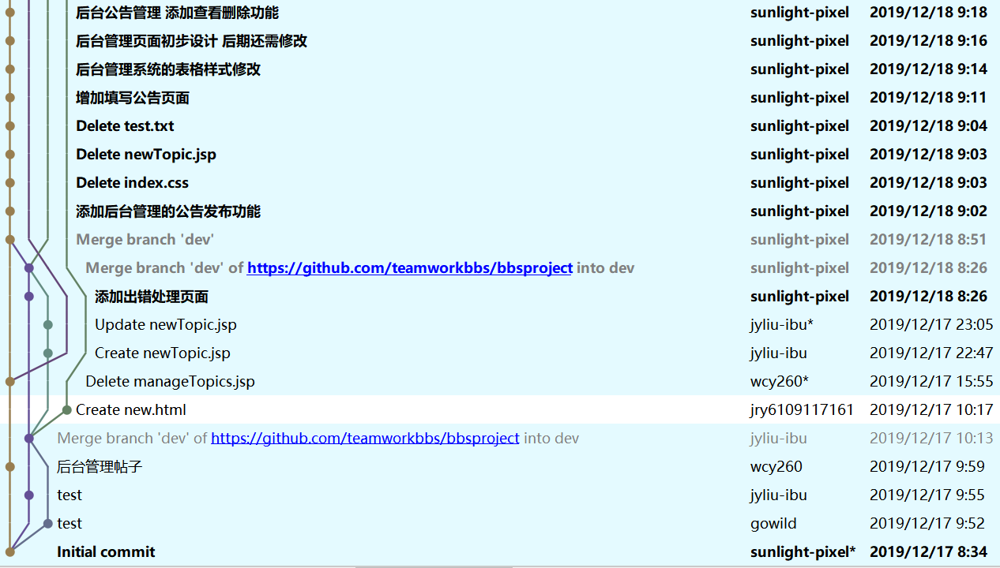 后台公告管理 添加查看删除功能 sunlight-pixel 2019/12/18 9:18
后台管理页面初步设计 后期还需修改 sunlight-pixel 2019/12/18 9:16
后台管理系统的表格样式修改 sunlight-pixel 2019/12/18 9:14
增加填写公告页面 sunlight-pixel 2019/12/18 9:11
Delete test.txt sunlight-pixel 2019/12/18 9:04
Delete newTopic.jsp sunlight-pixel 2019/12/18 9:03
Delete index.css sunlight-pixel 2019/12/18 9:03
添加后台管理的公告发布功能 sunlight-pixel 2019/12/18 9:02
Merge branch 'dev' sunlight-pixel 2019/12/18 8:51
Merge branch 'dev' of https://github.com/teamworkbbs/bbsproject into dev sunlight-pixel 2019/12/18 8:26
添加出错处理页面 sunlight-pixel 2019/12/18 8:26
Update newTopic.jsp jyliu-ibu* 2019/12/17 23:05
Create newTopic.jsp jyliu-ibu 2019/12/17 22:47
Delete manageTopics.jsp wcy260* 2019/12/17 15:55
Create new.html jry6109117161 2019/12/17 10:17
Merge branch 'dev' of https://github.com/teamworkbbs/bbsproject into dev jyliu-ibu 2019/12/17 10:13
后台管理帖子 wcy260 2019/12/17 9:59
test jyliu-ibu 2019/12/17 9:55
test gowild 2019/12/17 9:52
Initial commit sunlight-pixel* 2019/12/17 8:34